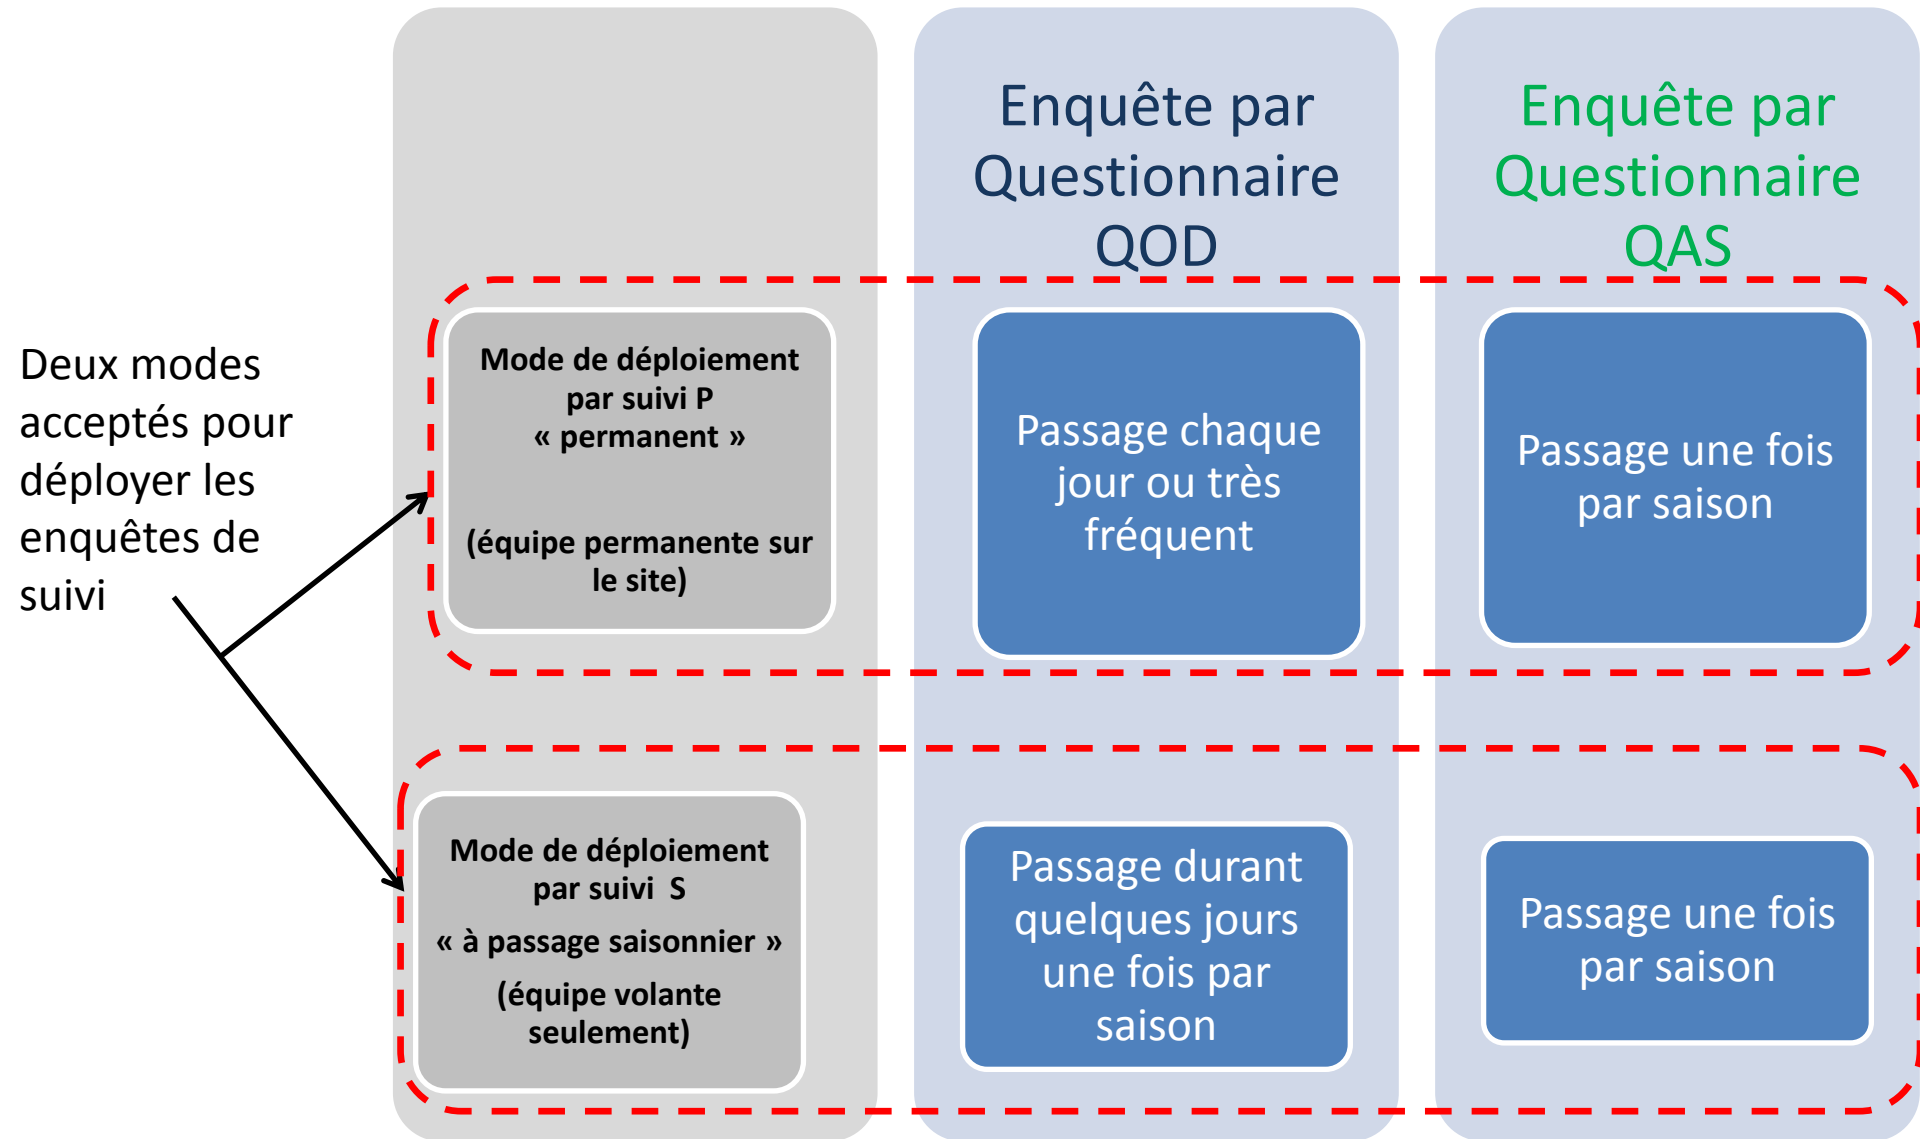 Deux modes
acceptés pour
déployer les
enquêtes de
suivi
Enquête par
Questionnaire
QOD
Enquête par
Questionnaire
QAS
Mode de déploiement
par suivi P
« permanent »
(équipe permanente sur
le site)
Passage chaque
jour ou très
fréquent
Passage une fois
par saison
Mode de déploiement
par suivi S
« à passage saisonnier »
(équipe volante
seulement)
Passage durant
quelques jours
une fois par
saison
Passage une fois
par saison